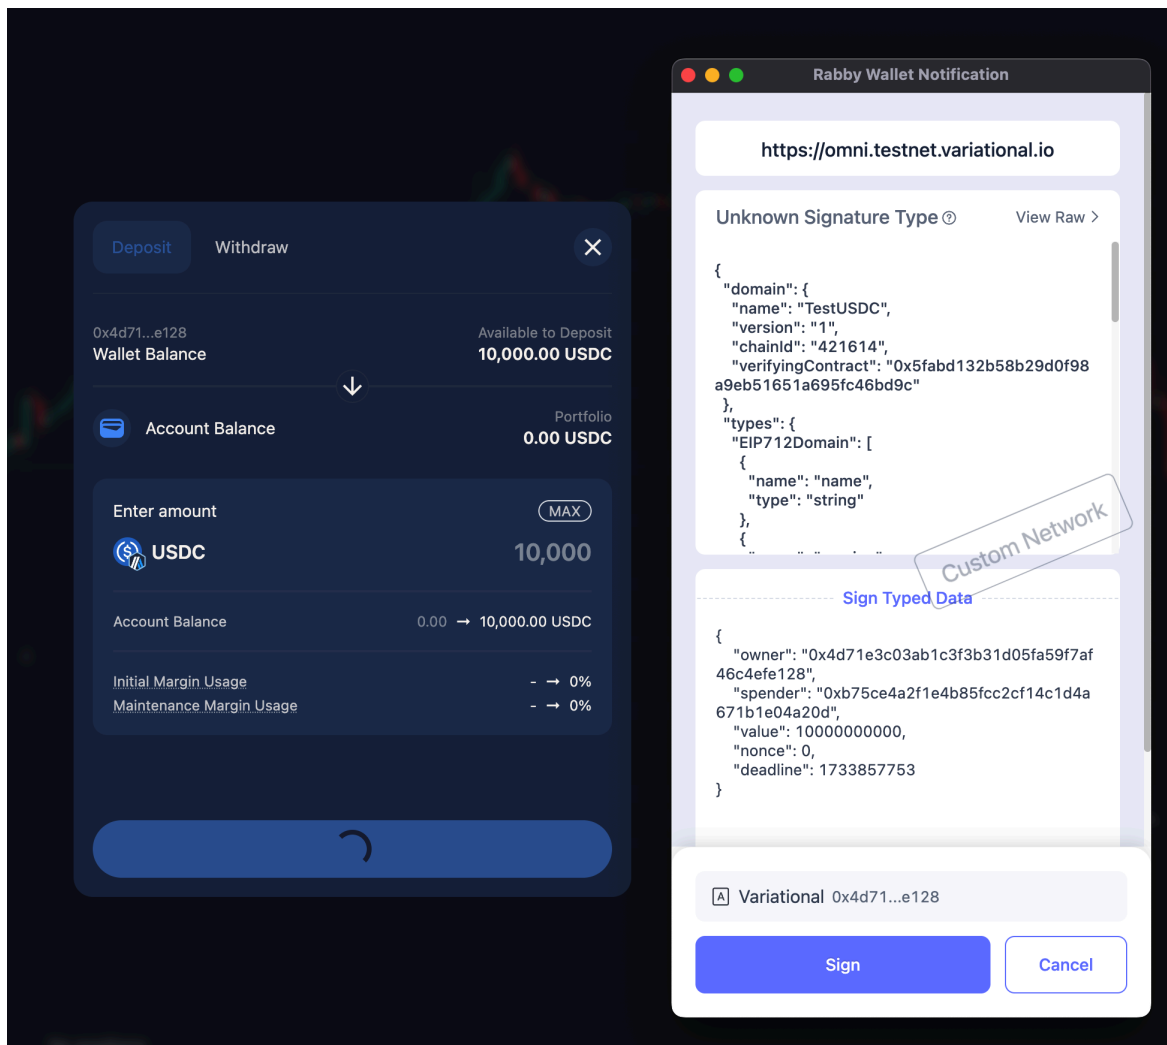 Deposit
Withdraw
0x4d71...e128
Available to Deposit
Wallet Balance
10,000.00 USDC
Portfolio
Account Balance
0.00 USDC
Enter amount
MAX
USDC
10,000
Account Balance
0.00 → 10,000.00 USDC
Initial Margin Usage
- → 0%
Maintenance Margin Usage
- → 0%
Rabby Wallet Notification
https://omni.testnet.variational.io
Unknown Signature Type
View Raw >
{
"domain": {
"name": "TestUSDC",
"version": "1",
"chainId": "421614",
"verifyingContract": "0x5fabd132b58b29d0f98
a9eb51651a695fc46bd9c"
},
"types": {
"EIP712Domain": [
{
"name": "name",
"type": "string"
},
{
Custom Network
Sign Typed Data
{
"owner": "0x4d71e3c03ab1c3f3b31d05fa59f7af
46c4efe128",
"spender": "0xb75ce4a2f1e4b85fcc2cf14c1d4a
671b1e04a20d",
"value": 10000000000,
"nonce": 0,
"deadline": 1733857753
}
Variational 0x4d71...e128
Sign
Cancel